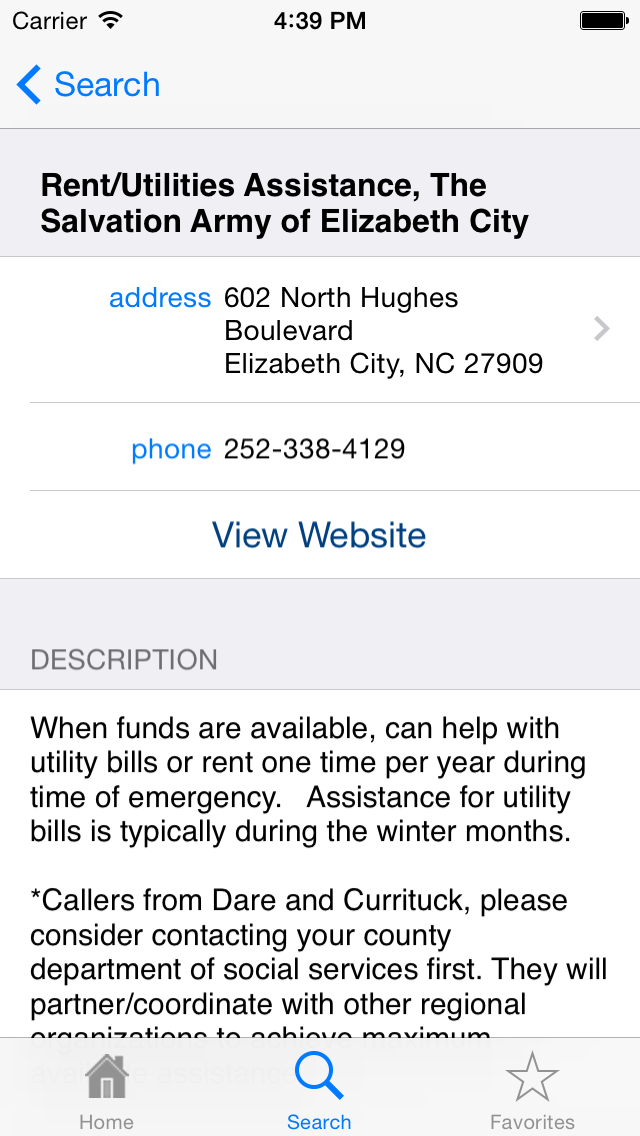 Carrier 4:39 PM
Search
Rent/Utilities Assistance, The
Salvation Army of Elizabeth City
address 602 North Hughes
Boulevard
Elizabeth City, NC 27909
phone 252-338-4129
View Website
DESCRIPTION
When funds are available, can help with
utility bills or rent one time per year during
time of emergency.   Assistance for utility
bills is typically during the winter months.
*Callers from Dare and Currituck, please
consider contacting your county
department of social services first. They will
partner/coordinate with other regional
organizations to achieve maximum
available assistance
Home Search Favorites